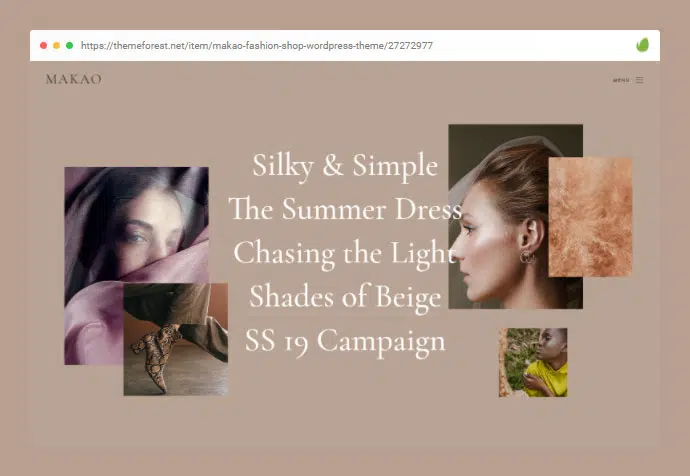 https://themeforest.net/item/makao-fashion-shop-wordpress-theme/27272977
MAKAO
MENU
Silky & Simple
The Summer Dress
Chasing the Light
Shades of Beige
SS 19 Campaign